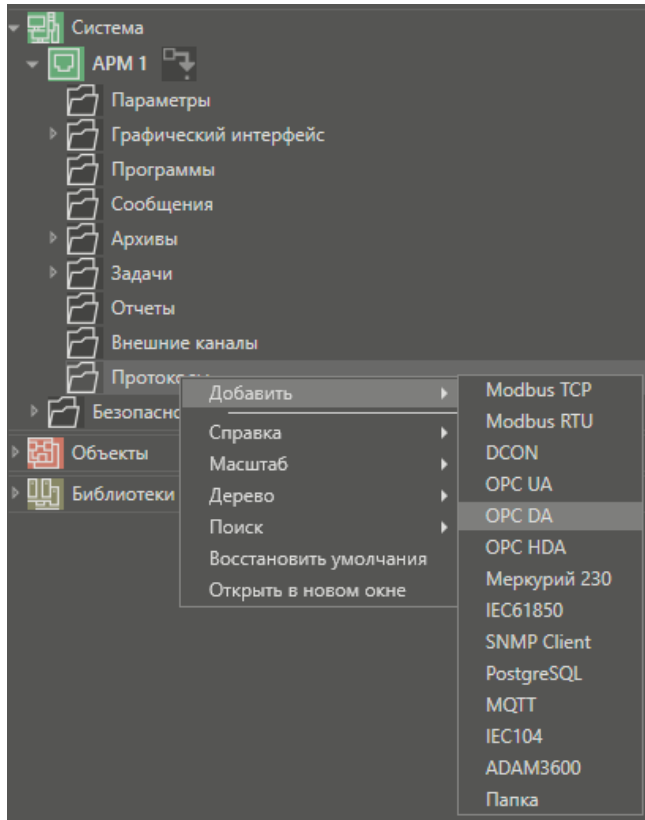 Система
АРМ 1
Параметры
Графический интерфейс
Программы
Сообщения
Архивы
Задачи
Отчеты
Внешние каналы
Объекты
Библиотеки
Добавить
Справка
Масштаб
Дерево
Поиск
Восстановить умолчания
Открыть в новом окне
Modbus TCP
Modbus RTU
DCON
OPC UA
OPC DA
OPC HDA
Меркурий 230
IEC61850
SNMP Client
PostgreSQL
MQTT
IEC104
ADAM3600
Папка